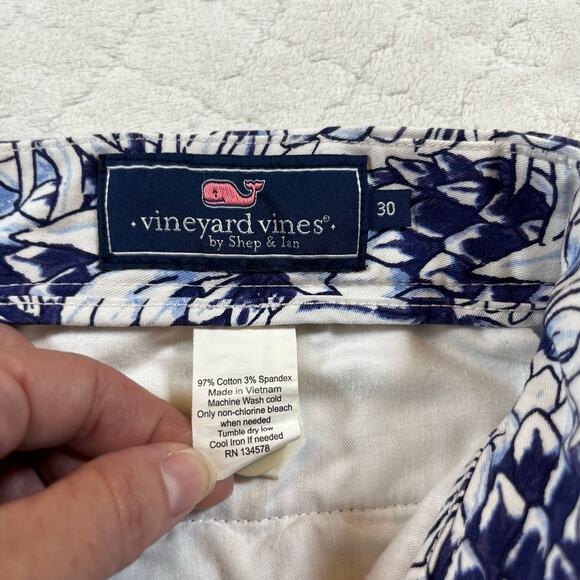 vineyard vines®
by Shep & Ian
30
97% Cotton 3% Spandex
Made in Vietnam
Machine Wash cold
Only non-chlorine bleach
when needed
Tumble dry low
Cool Iron If needed
RN 134578